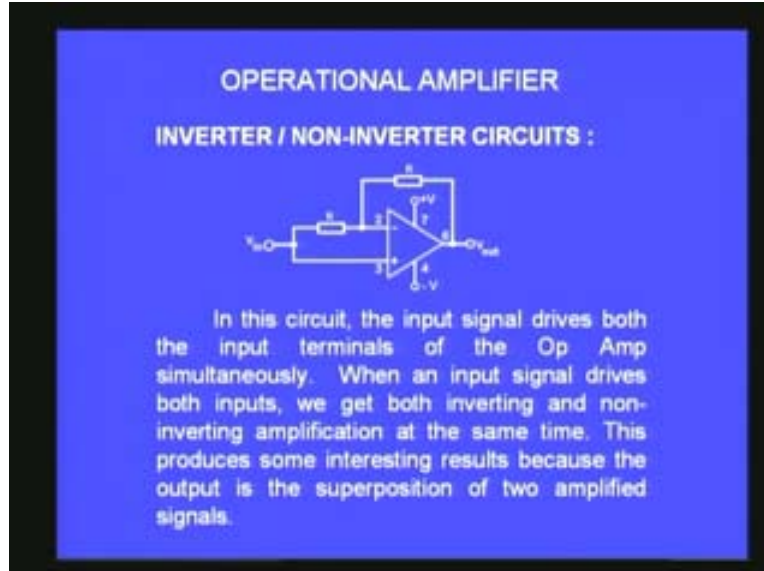 OPERATIONAL AMPLIFIER
INVERTER / NON-INVERTER CIRCUITS :
R
+V
R
2
7
-
6
Vin
Vout
+
3
4
-V
In this circuit, the input signal drives both
the input terminals of the Op Amp
simultaneously. When an input signal drives
both inputs, we get both inverting and non-
inverting amplification at the same time. This
produces some interesting results because the
output is the superposition of two amplified
signals.